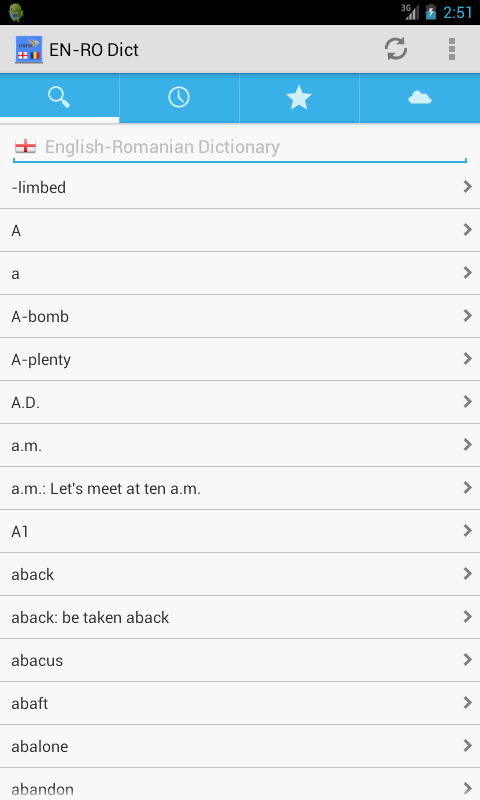 3G 2:51
EN-RO Dict
English-Romanian Dictionary
-limbed
A
a
A-bomb
A-plenty
A.D.
a.m.
a.m.: Let's meet at ten a.m.
A1
aback
aback: be taken aback
abacus
abaft
abalone
abandon